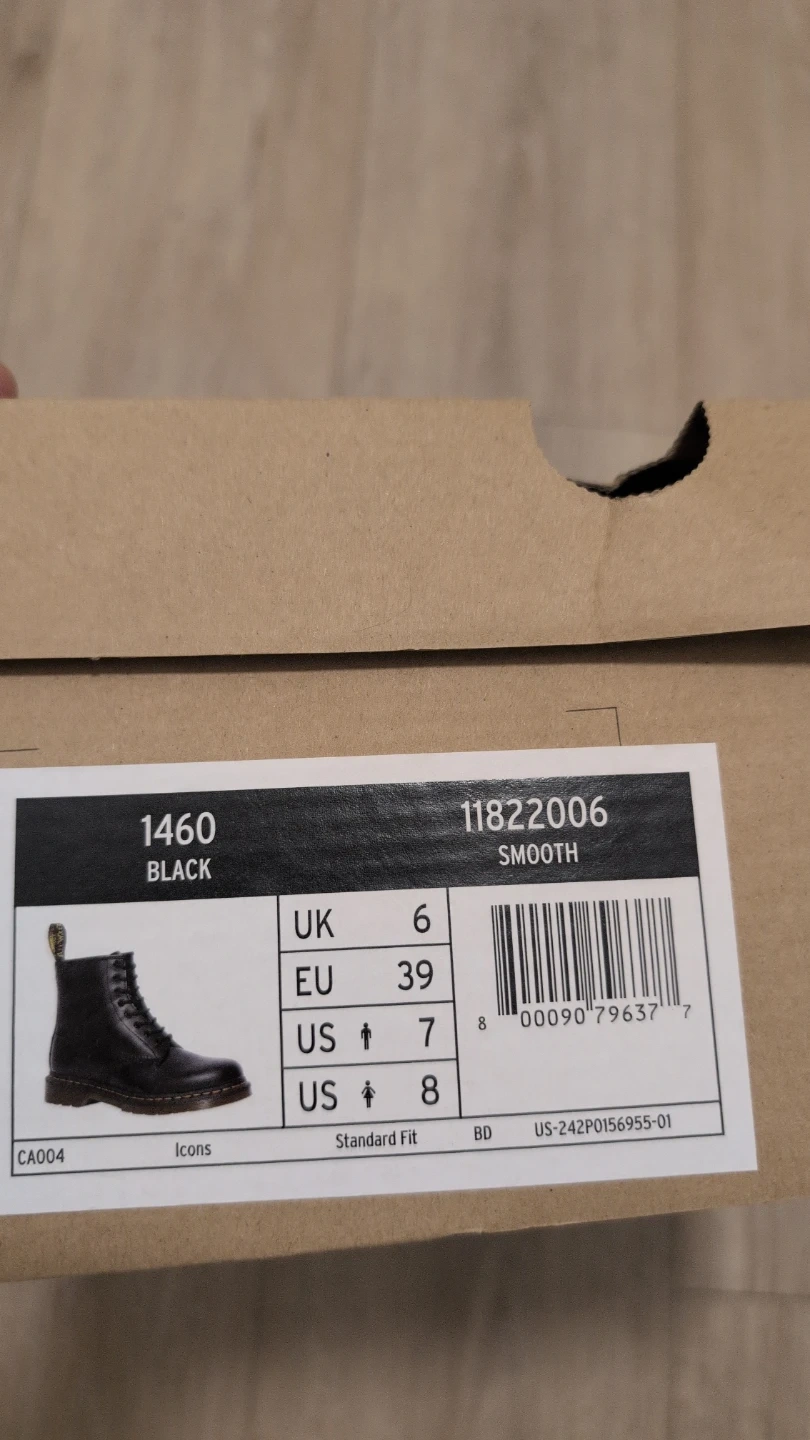 1460
BLACK
11822006
SMOOTH
UK 6
EU 39
US 7
US 8
8 00090 79637 7
CA004 Icons Standard Fit BD US-242P0156955-01